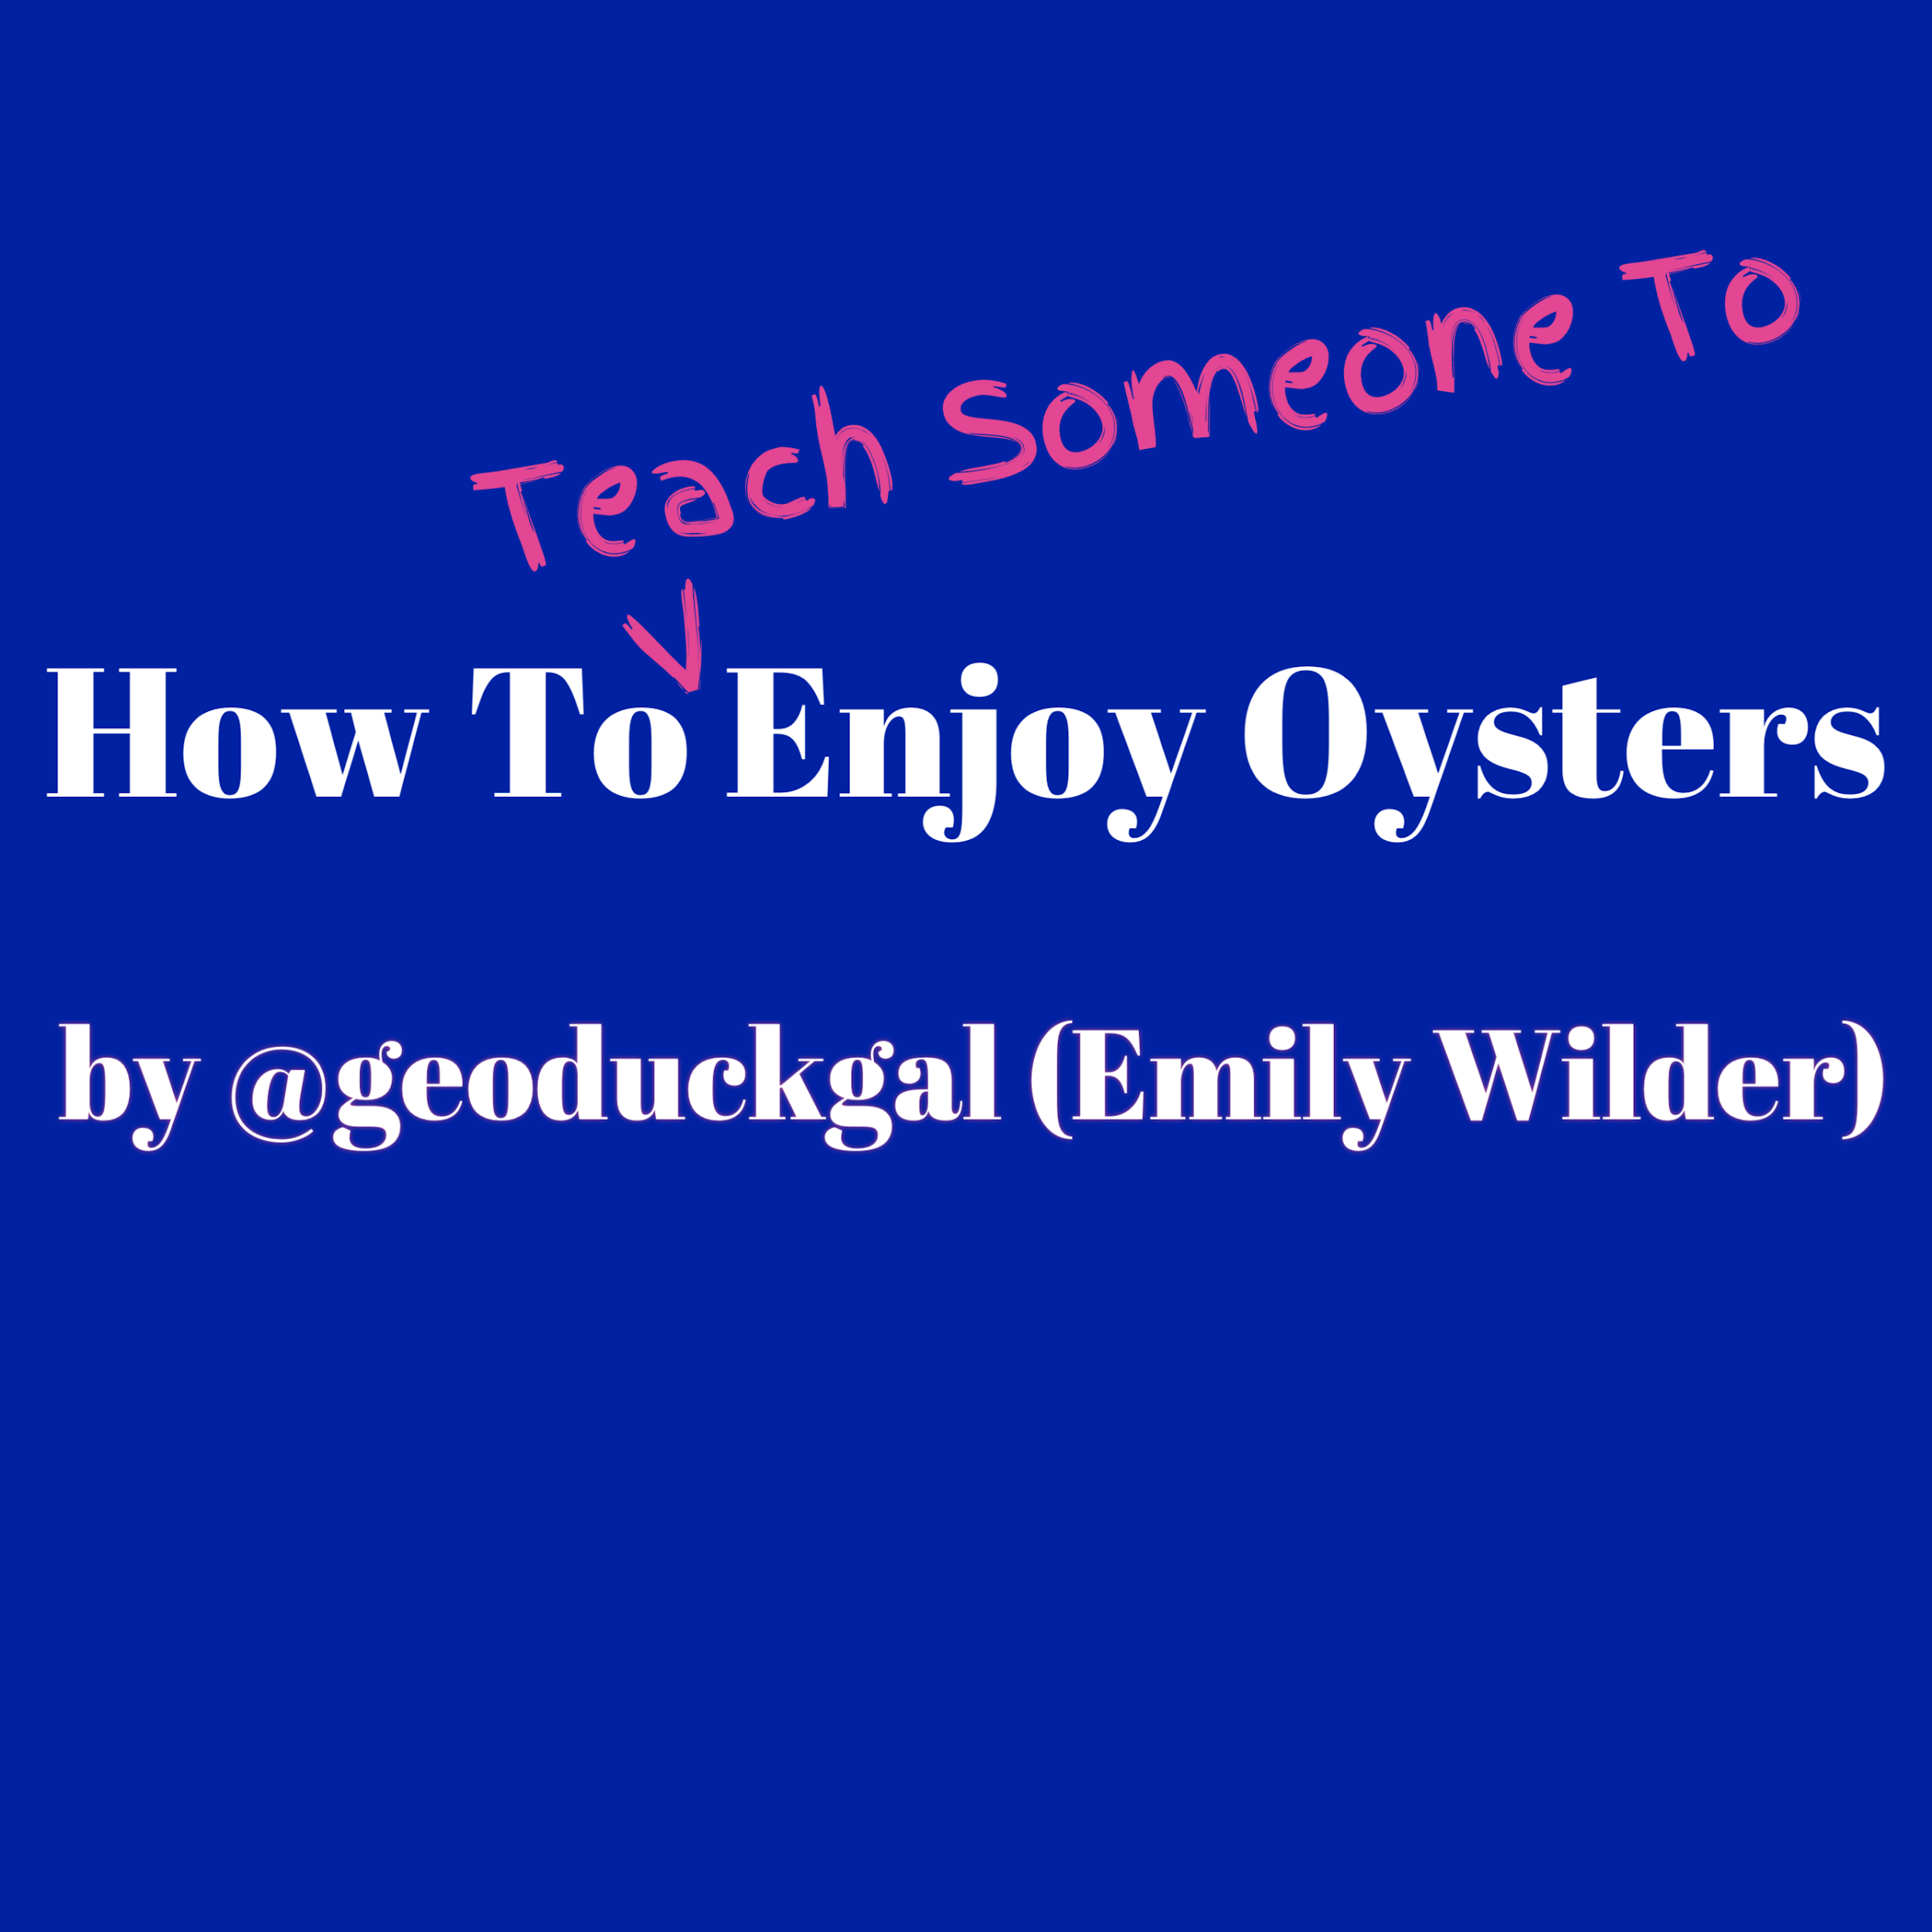 Teach Someone To
How To Enjoy Oysters
by @geoduckgal (Emily Wilder)